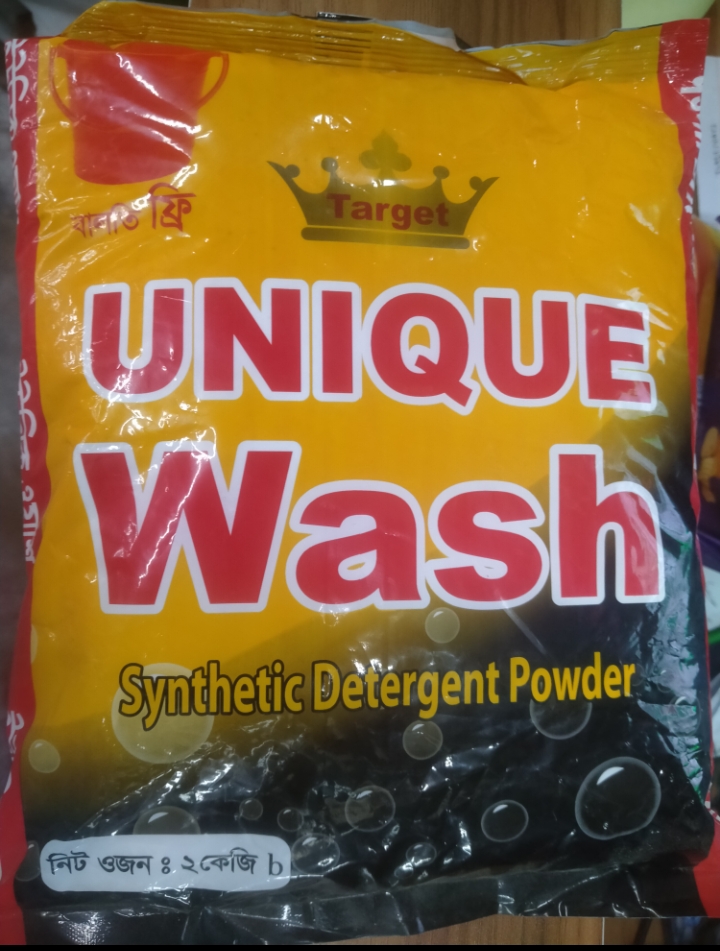 Target
বালতি ফ্রি
UNIQUE
Wash
Synthetic Detergent Powder
নিট ওজন ঃ ২কেজি b